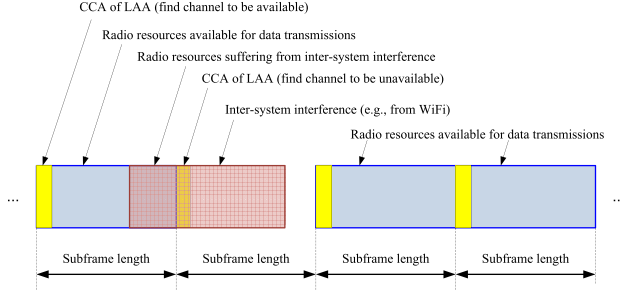 CCA of LAA (find channel to be available)
Radio resources available for data transmissions
Radio resources suffering from inter-system interference
CCA of LAA (find channel to be unavailable)
Inter-system interference (e.g., from WiFi)
Radio resources available for data transmissions
...
..
Subframe length
Subframe length
Subframe length
Subframe length